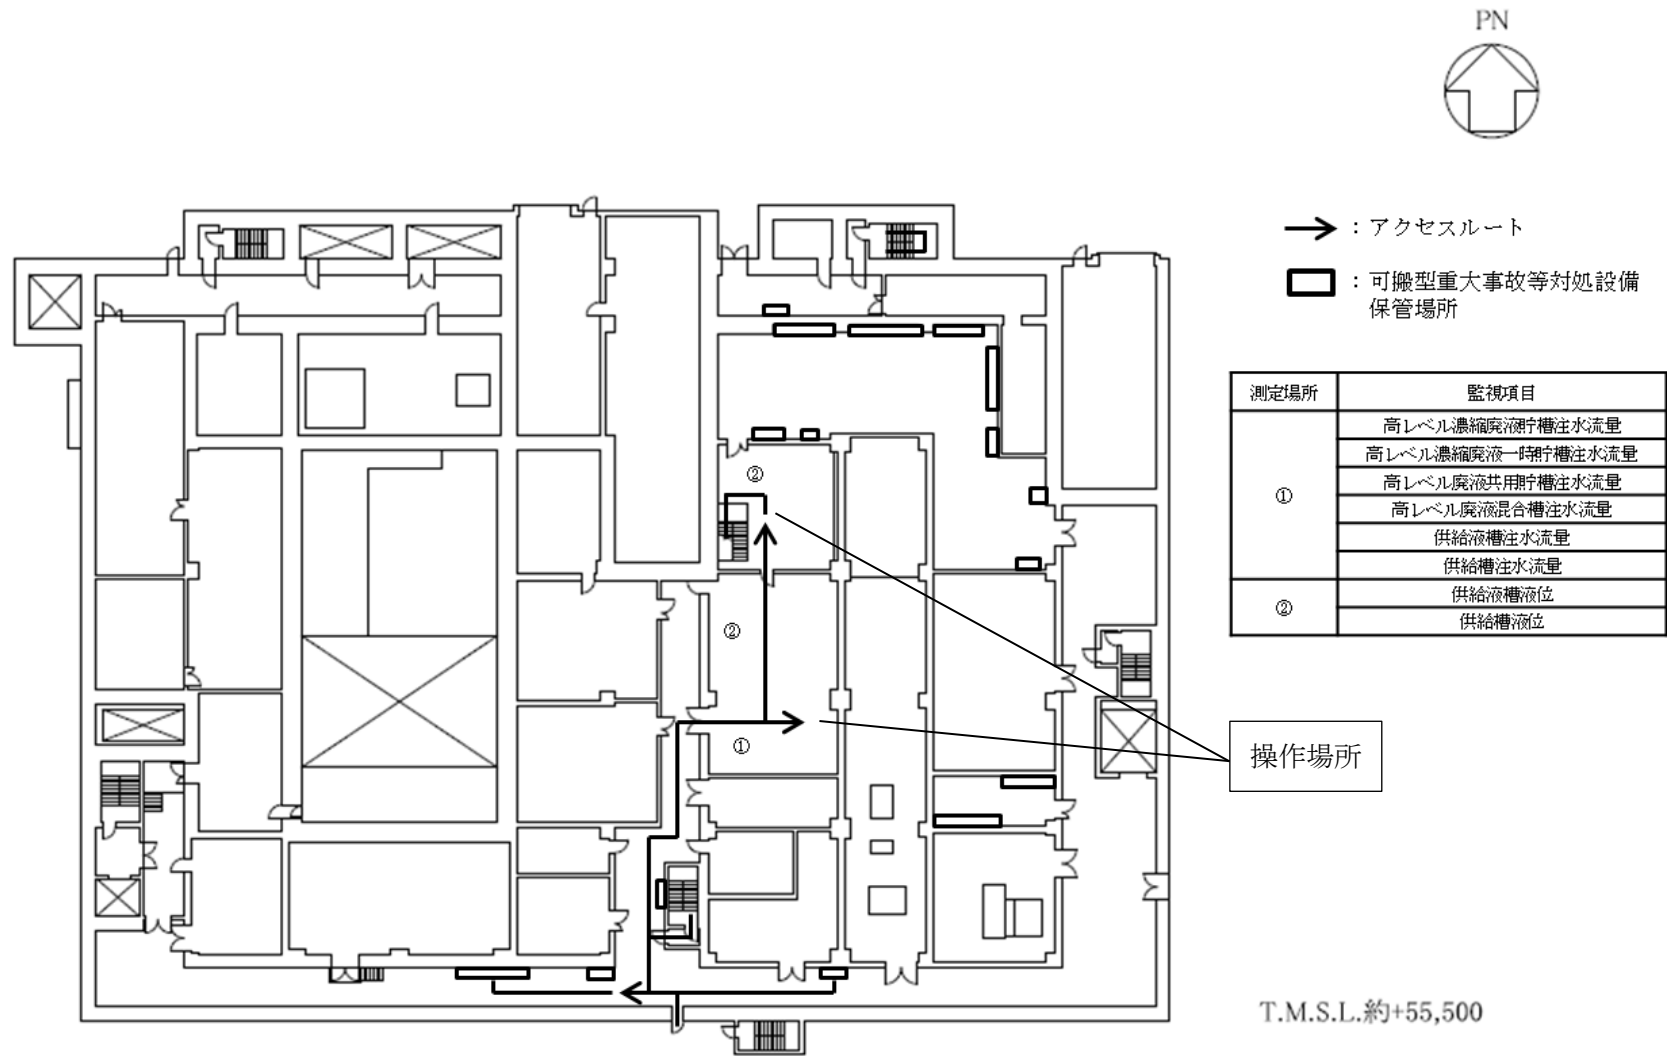 PN
：アクセスルート
：可搬型重大事故等対処設備
保管場所
測定場所 監視項目
① 高レベル濃縮廃液貯槽注水流量
高レベル濃縮廃液一時貯槽注水流量
高レベル廃液共用貯槽注水流量
高レベル廃液混合槽注水流量
供給液槽注水流量
供給槽注水流量
② 供給液槽液位
供給槽液位
②
②
①
操作場所
T.M.S.L.約+55,500